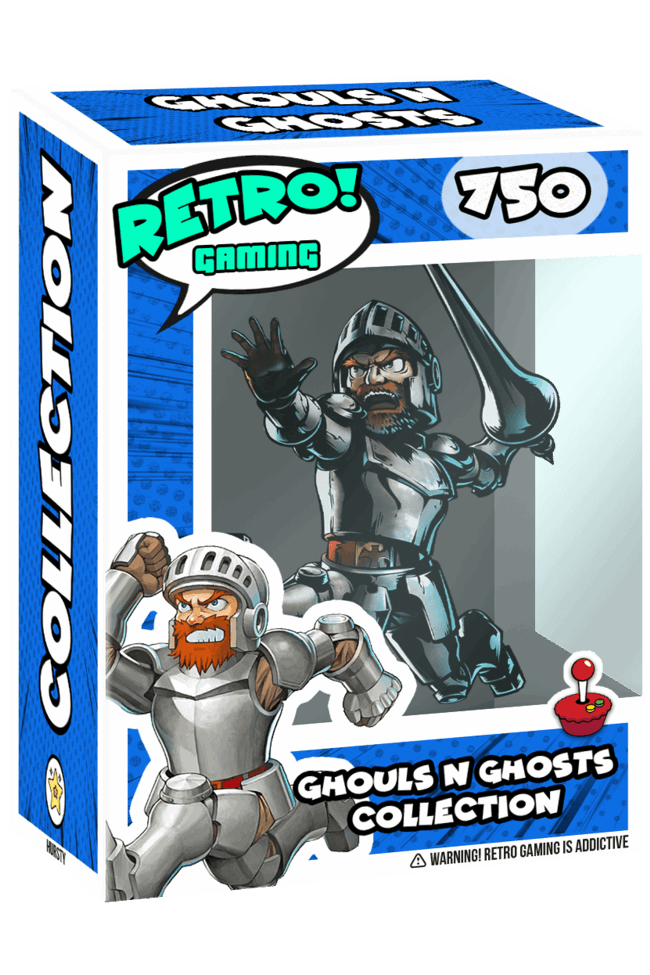 GHOULS N
GHOSTS
COLLECTION
RETRO!
GAMING
750
GHOULS N GHOSTS
COLLECTION
WARNING! RETRO GAMING IS ADDICTIVE
HURSTY